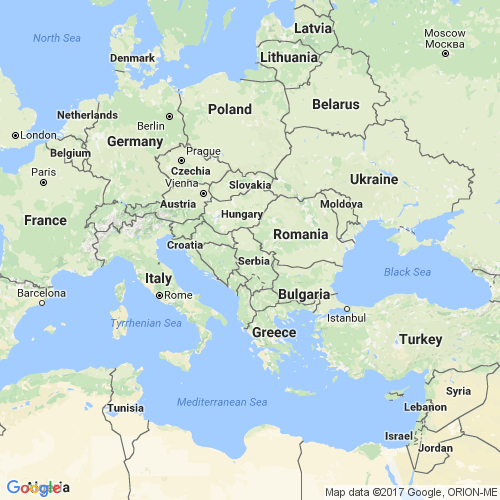 Latvia
Moscow
Москва
North Sea
Denmark
Lithuania
Netherlands
Berlin
Poland
Belarus
London
Germany
Belgium
Prague
Paris
Czechia
Slovakia
Ukraine
Vienna
Austria
Moldova
France
Hungary
Romania
Croatia
Serbia
Black Sea
Italy
Barcelona
Rome
Bulgaria
Tyrrhenian Sea
Istanbul
Greece
Turkey
Syria
Tunisia
Mediterranean Sea
Lebanon
Israel
Jordan
Google
Algeria
Map data ©2017 Google, ORION-ME